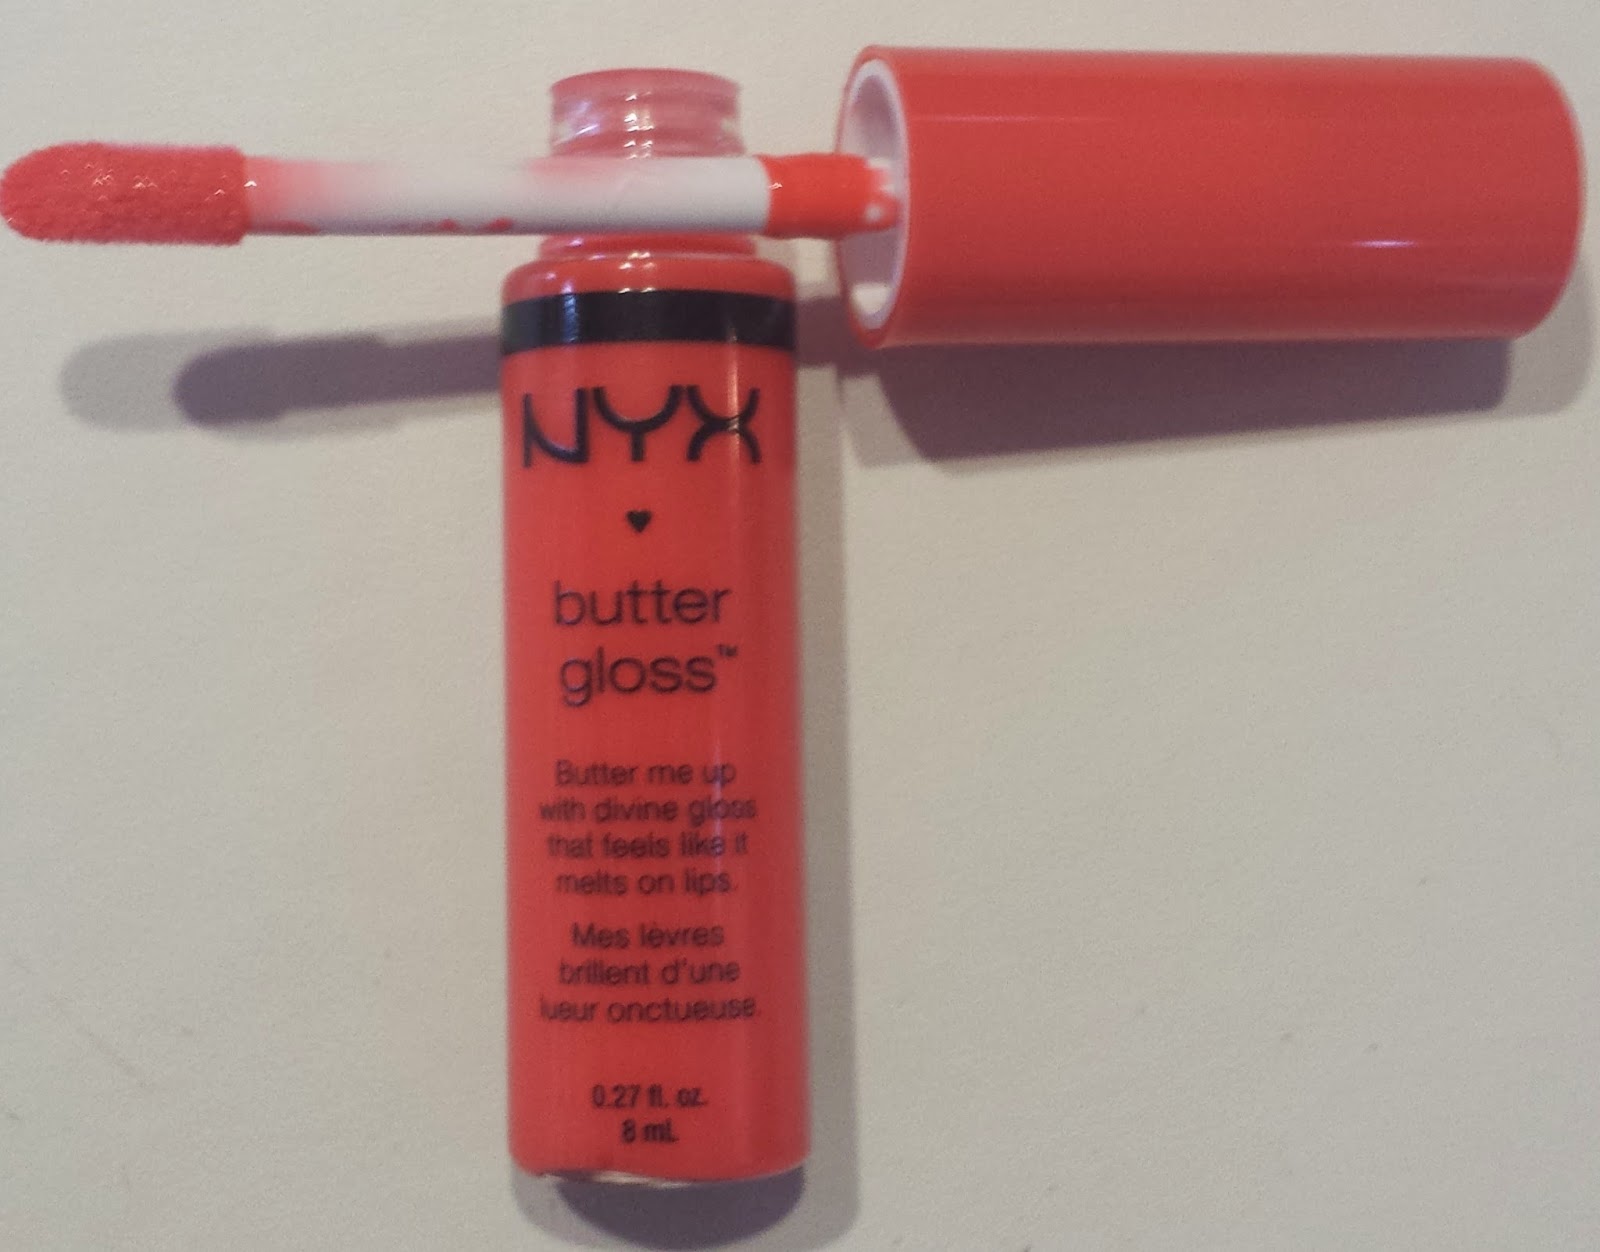 NYX
♥
butter
gloss™
Butter me up
with divine gloss
that feels like it
melts on lips.
Mes lèvres
brillent d'une
lueur onctueuse.
0.27 fl. oz.
8 mL